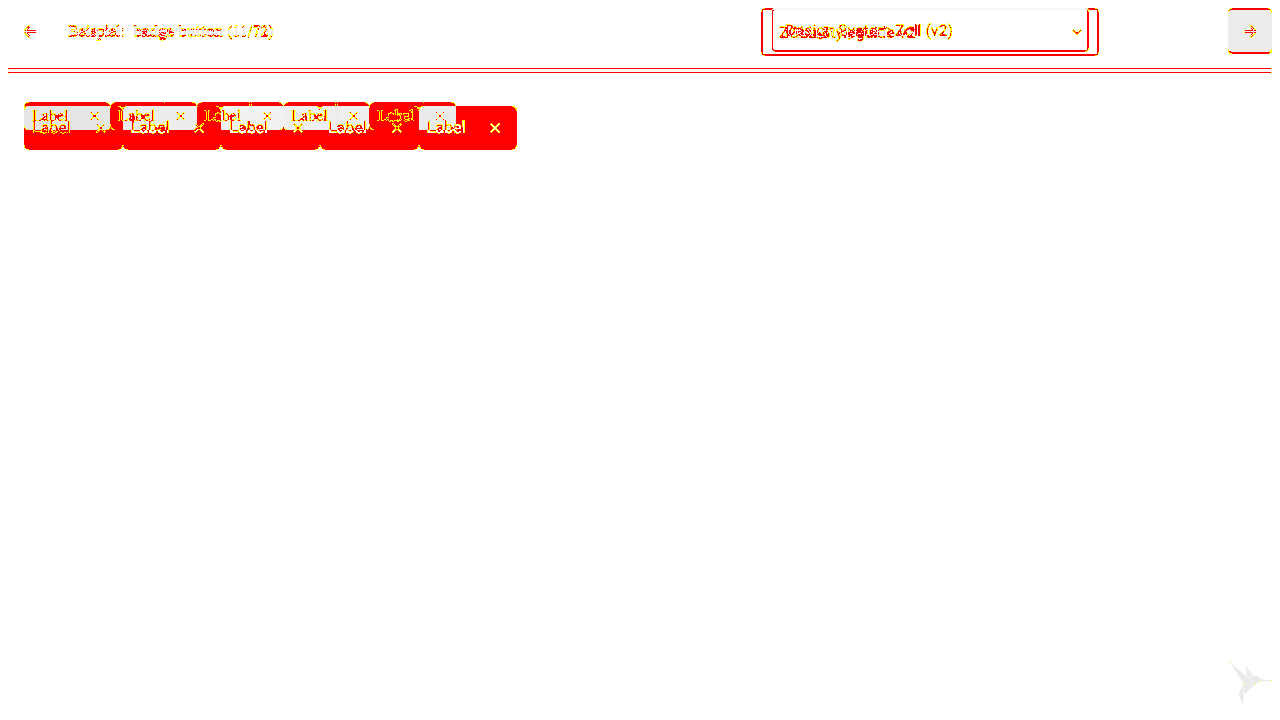 ← Beispiel: badge button (11/72) Design System Zoll (v2) →
Label × Label × Label × Label × Label ×
Label × Label × Label × Label × Label ×